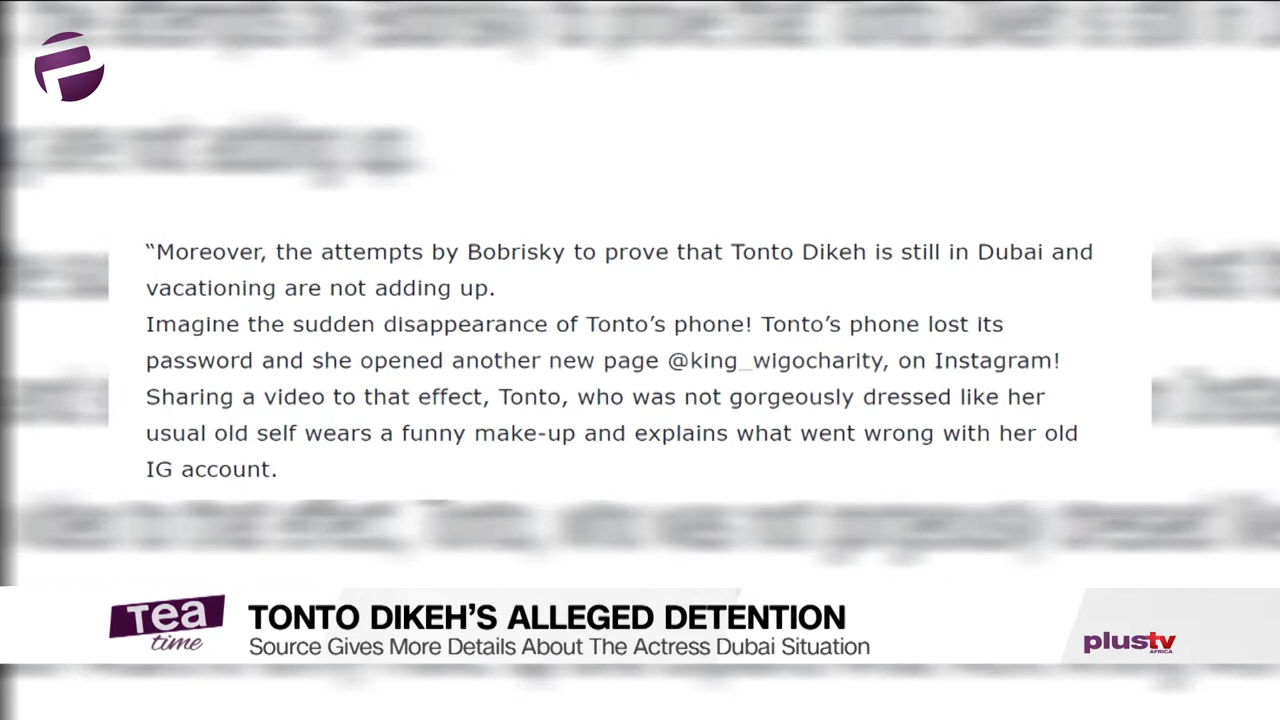 “Moreover, the attempts by Bobrisky to prove that Tonto Dikeh is still in Dubai and
vacationing are not adding up.
Imagine the sudden disappearance of Tonto’s phone! Tonto’s phone lost its
password and she opened another new page @king_wigocharity, on Instagram!
Sharing a video to that effect, Tonto, who was not gorgeously dressed like her
usual old self wears a funny make-up and explains what went wrong with her old
IG account.
Tea time
TONTO DIKEH’S ALLEGED DETENTION
Source Gives More Details About The Actress Dubai Situation
plustv
AFRICA